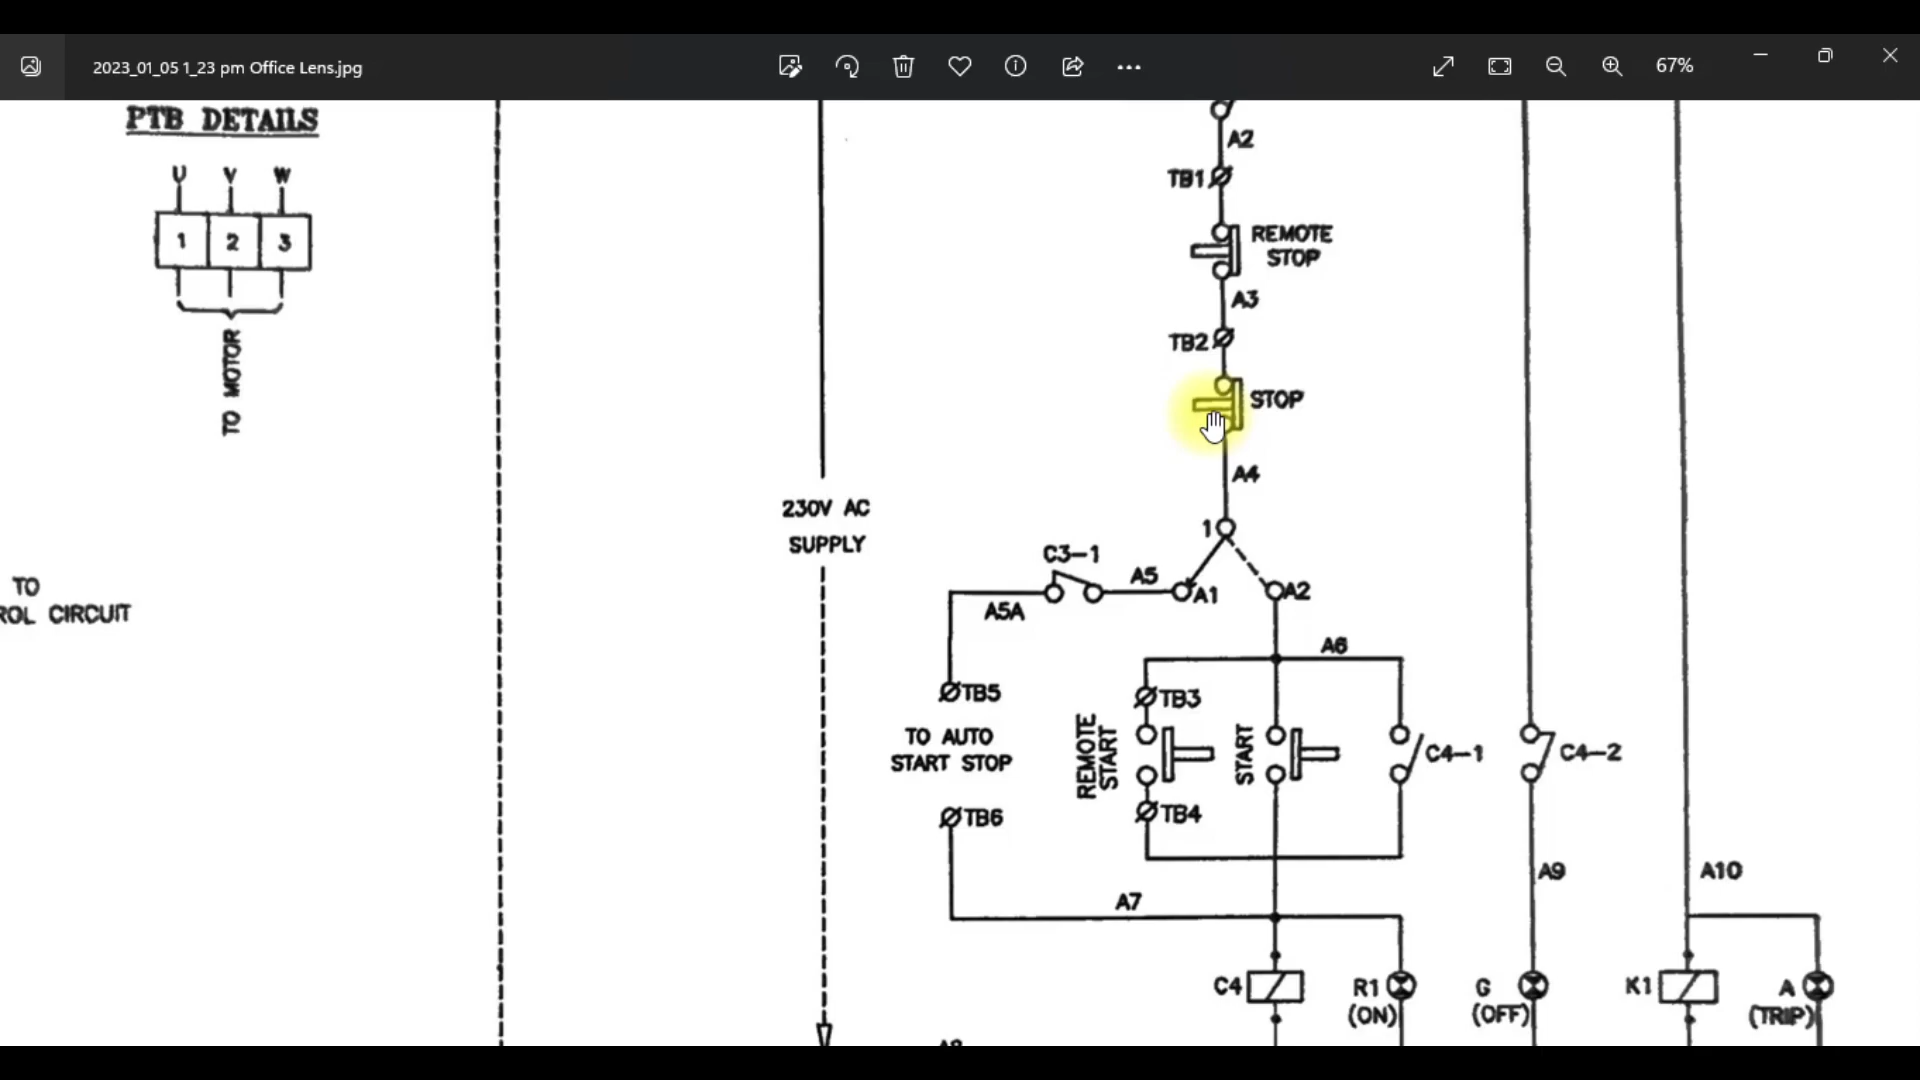 2023_01_05 1_23 pm Office Lens.jpg
67%
PTB DETAILS
U V W
1 2 3
TO MOTOR
TO
ROL CIRCUIT
230V AC
SUPPLY
A2
TB1
REMOTE
STOP
A3
TB2
STOP
A4
1
C3-1
A5
A1
A2
A5A
A6
TB5
TB3
TO AUTO
START STOP
REMOTE
START
START
C4-1
C4-2
TB6
TB4
A7
A9
A10
C4
R1
(ON)
G
(OFF)
K1
A
(TRIP)